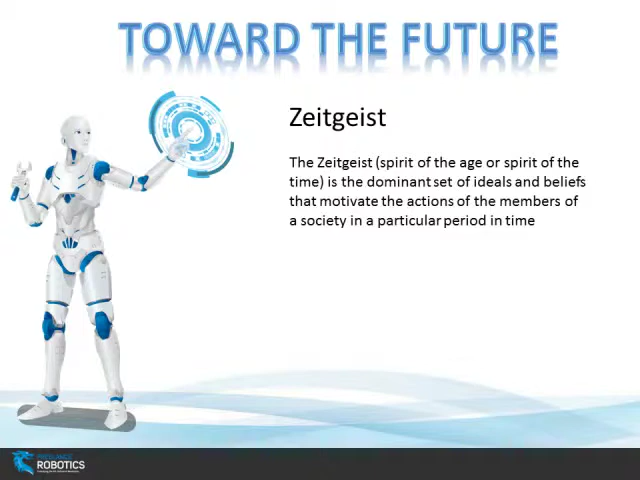 TOWARD THE FUTURE
Zeitgeist
The Zeitgeist (spirit of the age or spirit of the
time) is the dominant set of ideals and beliefs
that motivate the actions of the members of
a society in a particular period in time
FREELANCE
ROBOTICS